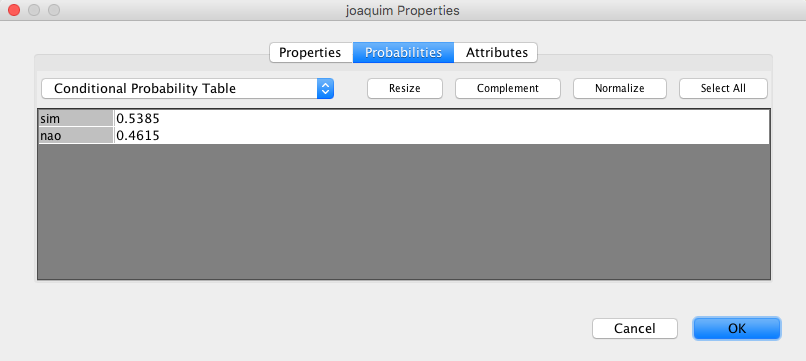 joaquim Properties
Properties Probabilities Attributes
Conditional Probability Table Resize Complement Normalize Select All
sim 0.5385
nao 0.4615
Cancel OK